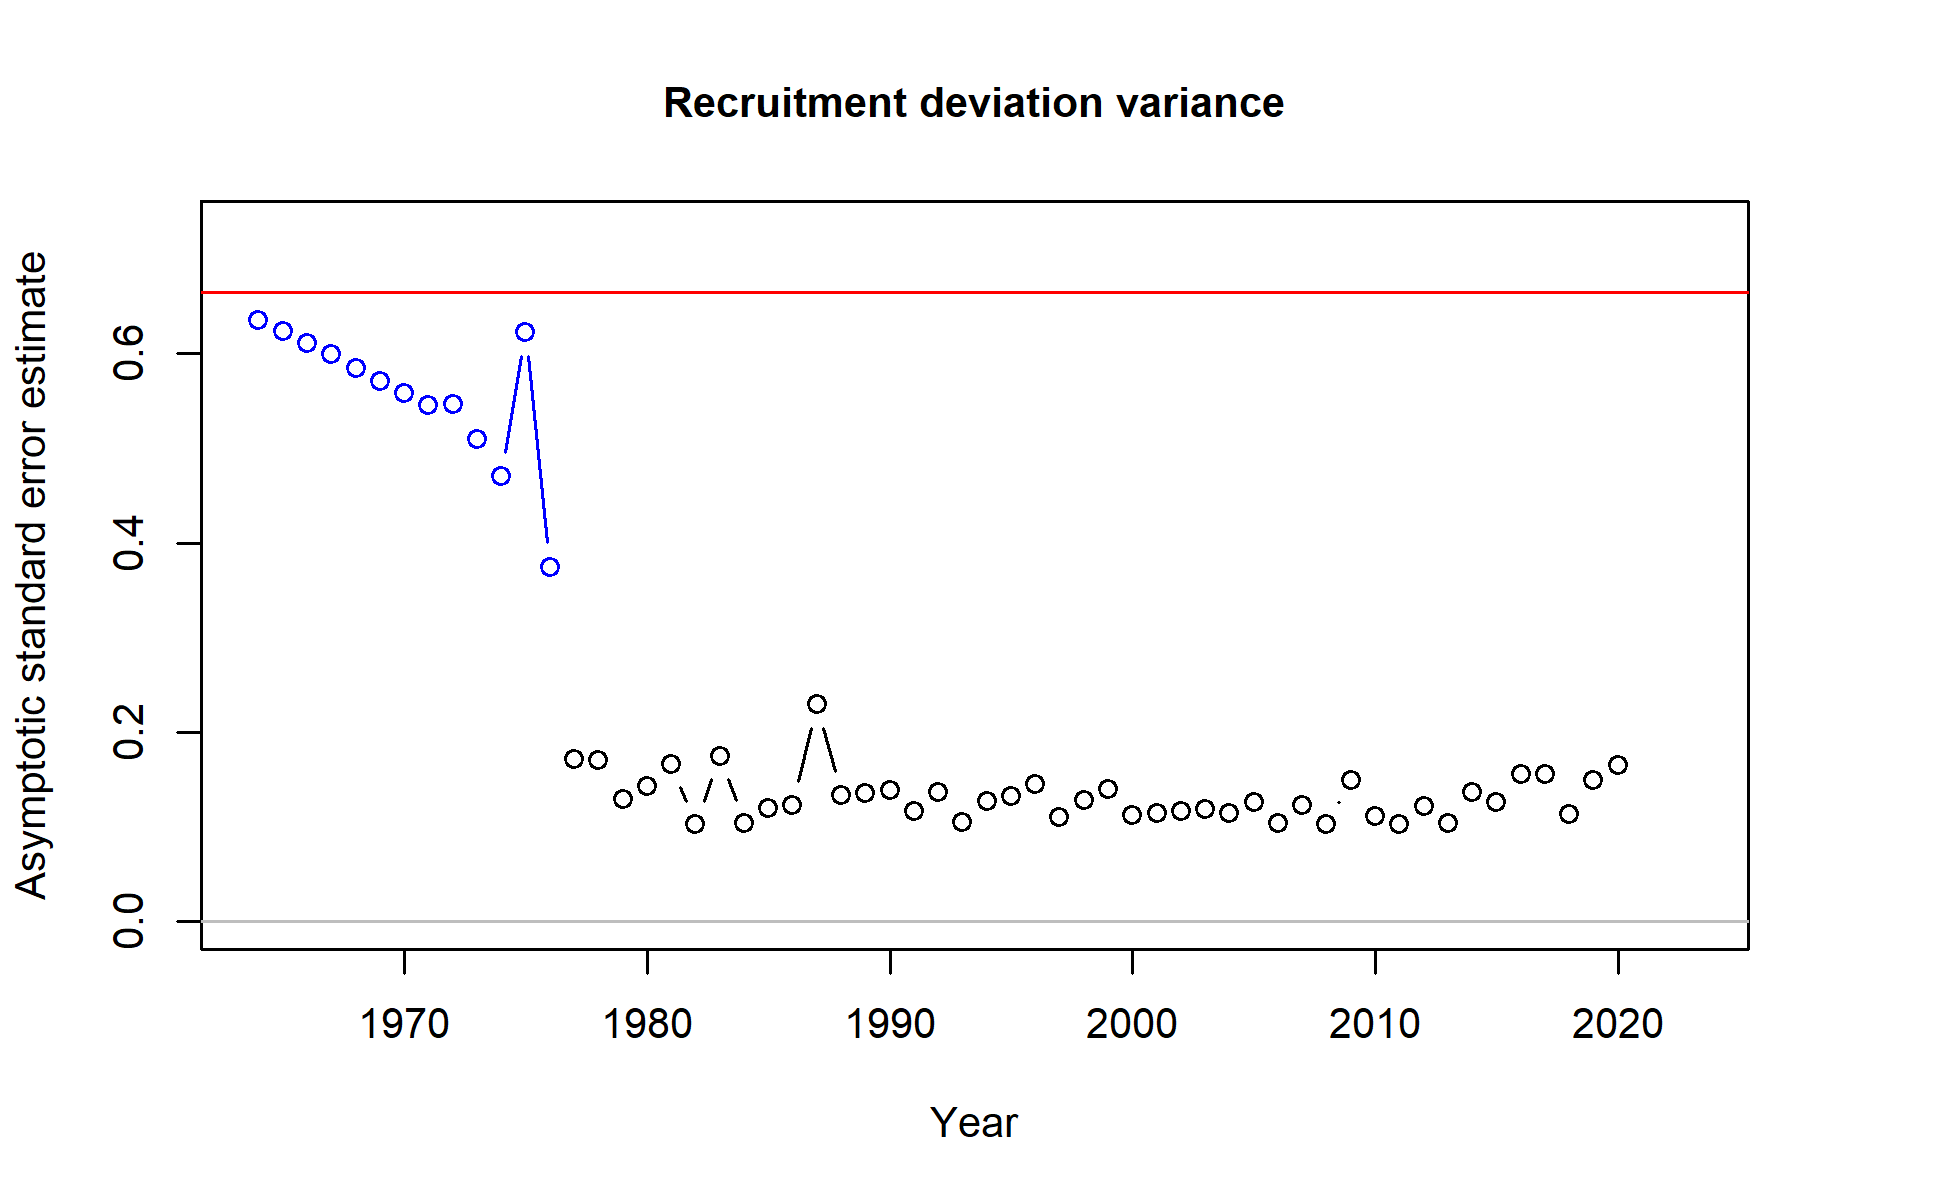 Recruitment deviation variance
Asymptotic standard error estimate
0.6
0.4
0.2
0.0
1970 1980 1990 2000 2010 2020
Year